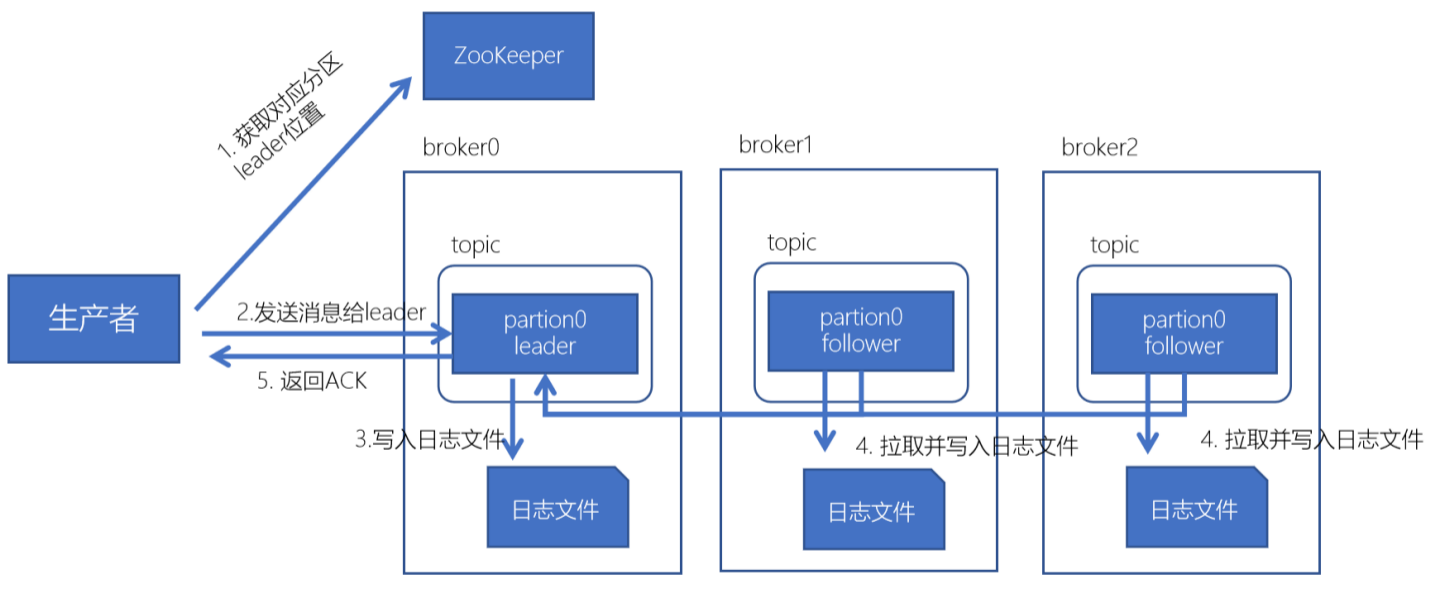 ZooKeeper
1. 获取对应分区
leader位置
broker0
broker1
broker2
topic
topic
topic
生产者
2.发送消息给leader
partion0
leader
partion0
follower
partion0
follower
5. 返回ACK
3.写入日志文件
4. 拉取并写入日志文件
4. 拉取并写入日志文件
日志文件
日志文件
日志文件